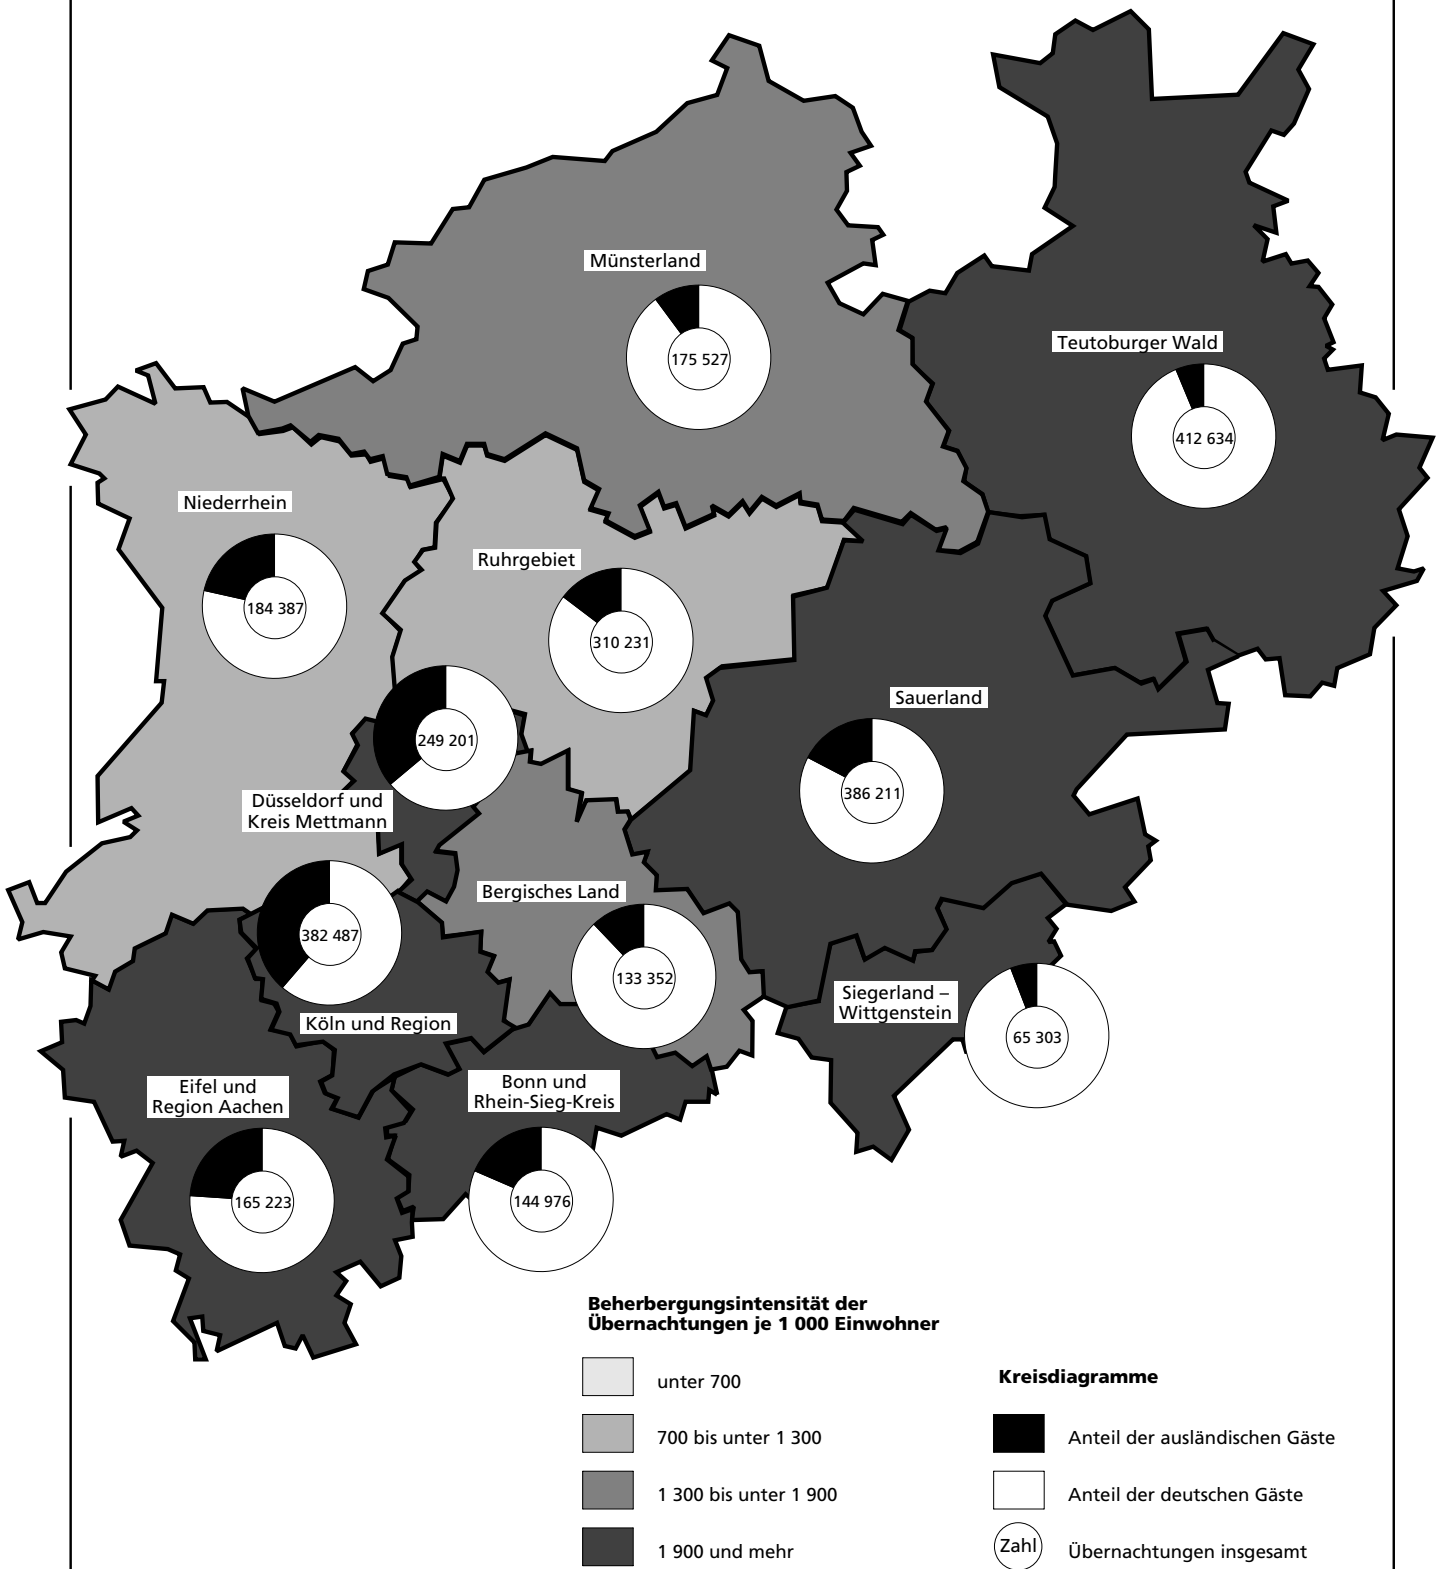 Münsterland
175 527
Teutoburger Wald
412 634
Niederrhein
184 387
Ruhrgebiet
310 231
Sauerland
386 211
249 201
Düsseldorf und
Kreis Mettmann
Bergisches Land
133 352
382 487
Köln und Region
Siegerland –
Wittgenstein
65 303
Eifel und
Region Aachen
165 223
Bonn und
Rhein-Sieg-Kreis
144 976
Beherbergungsintensität der
Übernachtungen je 1 000 Einwohner
unter 700
700 bis unter 1 300
1 300 bis unter 1 900
1 900 und mehr
Kreisdiagramme
Anteil der ausländischen Gäste
Anteil der deutschen Gäste
Zahl
Übernachtungen insgesamt